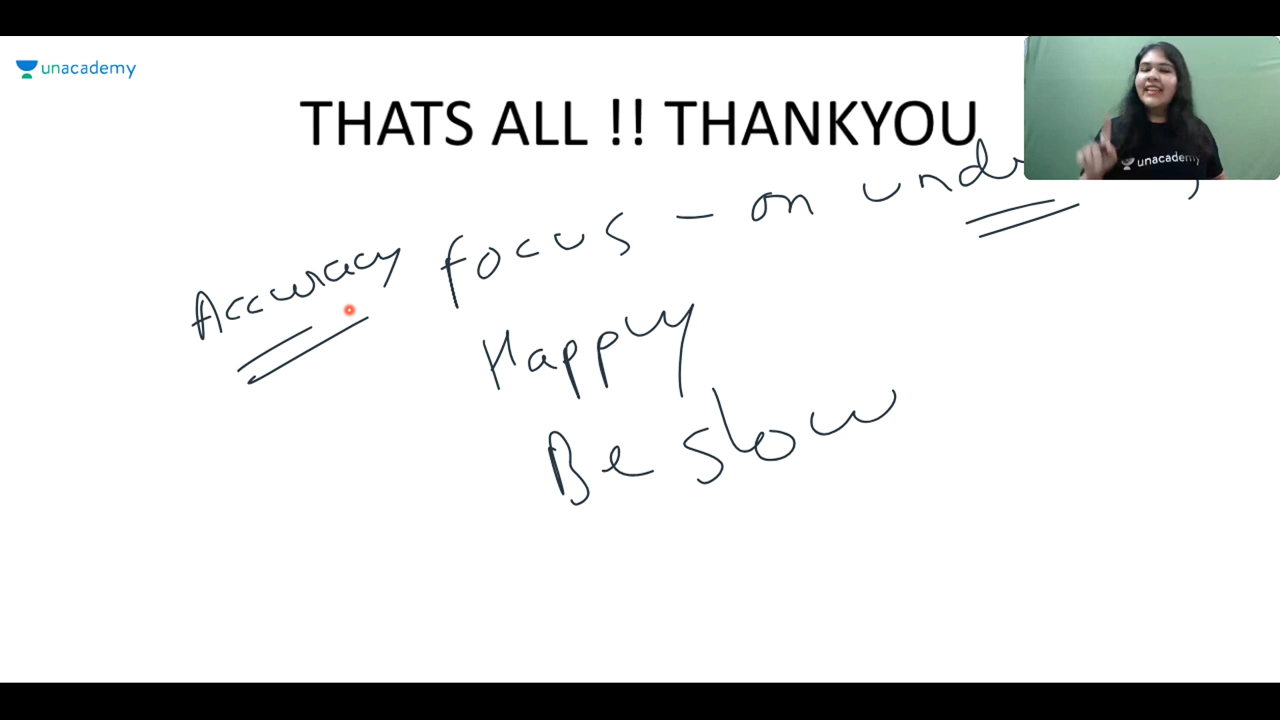 unacademy
THATS ALL !! THANKYOU
unacademy
Accuracy focus - on
Happy
Be slow